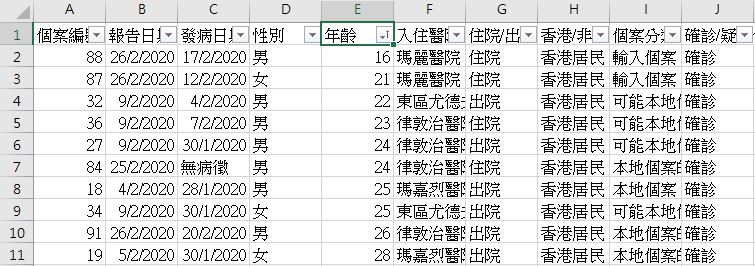 A B C D E F G H I J
1 個案編 報告日 發病日 性別 年齡 入住醫 住院/出 香港/非 個案分 確診/疑
2 88 26/2/2020 17/2/2020 男 16 瑪麗醫院 住院 香港居民 輸入個案 確診
3 87 26/2/2020 12/2/2020 女 21 瑪麗醫院 住院 香港居民 輸入個案 確診
4 32 9/2/2020 4/2/2020 男 22 東區尤德 出院 香港居民 可能本地 確診
5 36 9/2/2020 7/2/2020 男 23 律敦治醫 住院 香港居民 可能本地 確診
6 27 9/2/2020 30/1/2020 男 24 律敦治醫 住院 香港居民 可能本地 確診
7 84 25/2/2020 無病徵 男 24 律敦治醫 住院 香港居民 本地個案 確診
8 18 4/2/2020 28/1/2020 男 25 瑪嘉烈醫 出院 香港居民 本地個案 確診
9 34 9/2/2020 30/1/2020 女 25 東區尤德 出院 香港居民 可能本地 確診
10 91 26/2/2020 20/2/2020 男 26 律敦治醫 住院 香港居民 本地個案 確診
11 19 5/2/2020 30/1/2020 女 28 瑪嘉烈醫 出院 香港居民 本地個案 確診